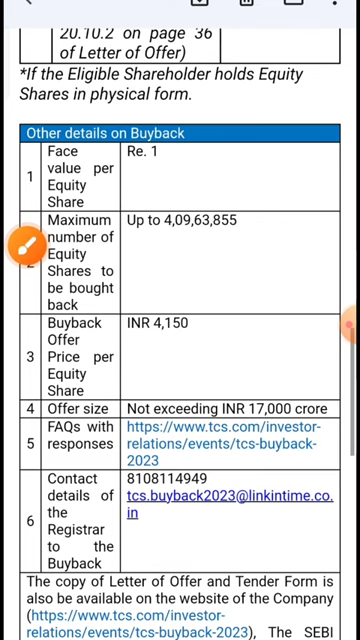 20.10.2 on page 36
of Letter of Offer)
*If the Eligible Shareholder holds Equity
Shares in physical form.
Other details on Buyback
1
Face
value per
Equity
Share
Re. 1
2
Maximum
number of
Equity
Shares to
be bought
back
Up to 4,09,63,855
3
Buyback
Offer
Price per
Equity
Share
INR 4,150
4
Offer size
Not exceeding INR 17,000 crore
5
FAQs with
responses
https://www.tcs.com/investor-
relations/events/tcs-buyback-
2023
6
Contact
details of
the
Registrar
to the
Buyback
8108114949
tcs.buyback2023@linkintime.co.
in
The copy of Letter of Offer and Tender Form is
also be available on the website of the Company
(https://www.tcs.com/investor-
relations/events/tcs-buyback-2023), The SEBI